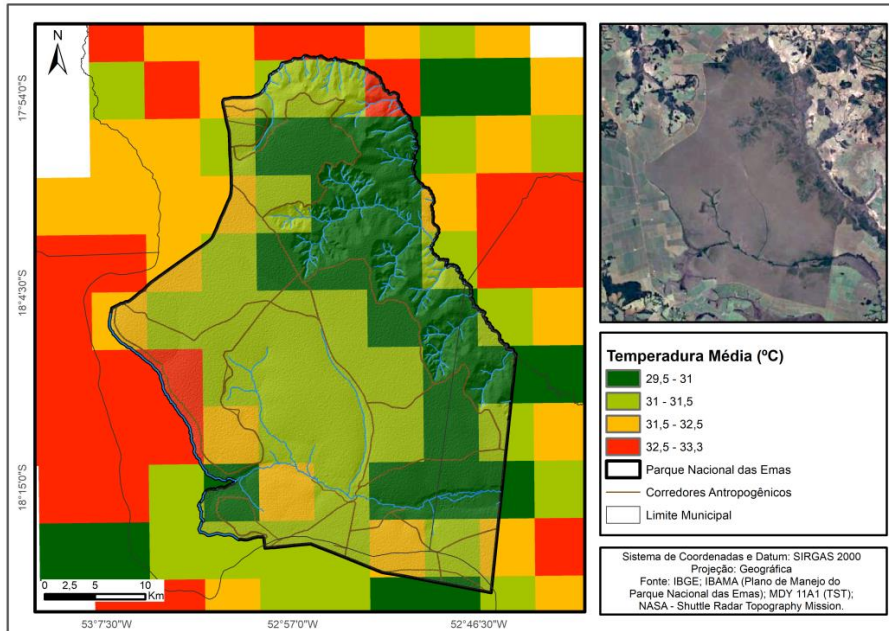 N
17°54'0"S
18°4'30"S
18°15'0"S
0 2,5 5 10
Km
53°7'30"W 52°57'0"W 52°46'30"W
Temperadura Média (ºC)
29,5 - 31
31 - 31,5
31,5 - 32,5
32,5 - 33,3
Parque Nacional das Emas
Corredores Antropogênicos
Limite Municipal
Sistema de Coordenadas e Datum: SIRGAS 2000
Projeção: Geográfica
Fonte: IBGE; IBAMA (Plano de Manejo do
Parque Nacional das Emas); MDY 11A1 (TST);
NASA - Shuttle Radar Topography Mission.